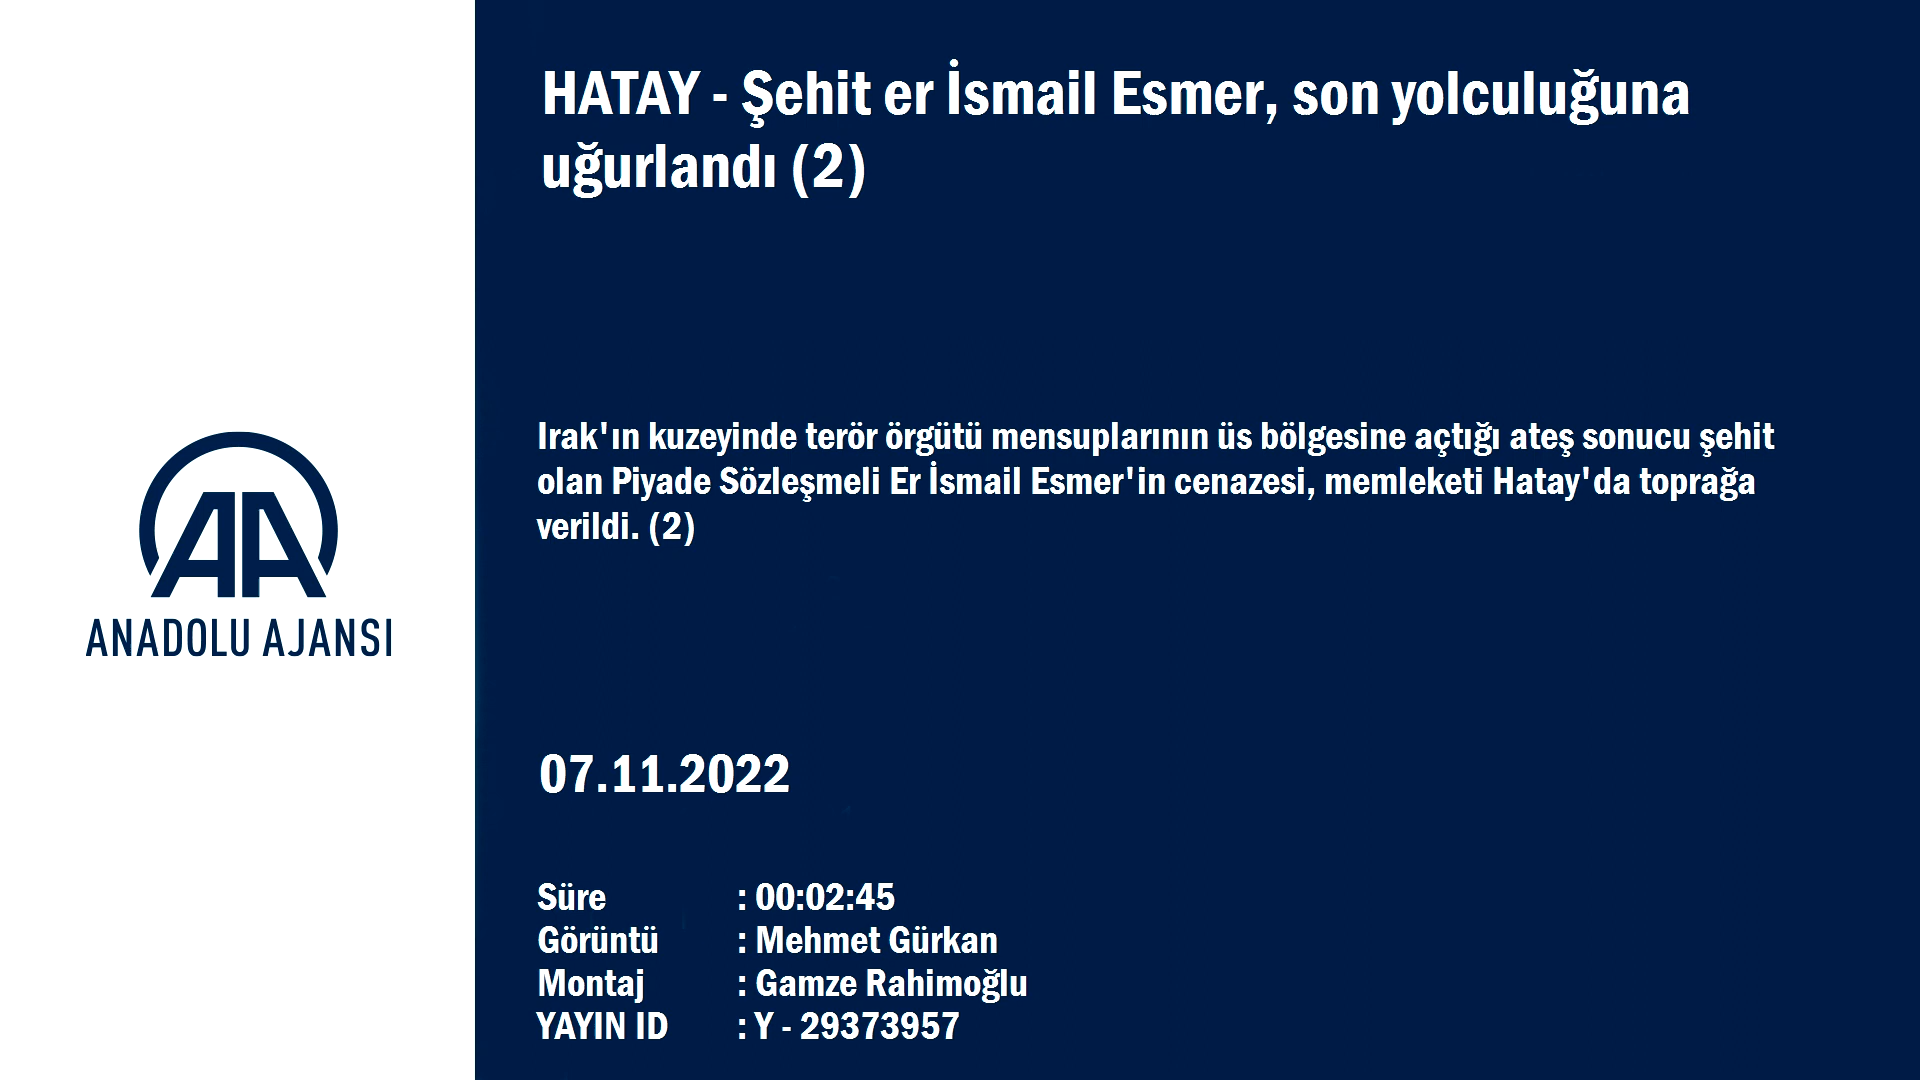 HATAY - Şehit er İsmail Esmer, son yolculuğuna
uğurlandı (2)
Irak'ın kuzeyinde terör örgütü mensuplarının üs bölgesine açtığı ateş sonucu şehit
olan Piyade Sözleşmeli Er İsmail Esmer'in cenazesi, memleketi Hatay'da toprağa
verildi. (2)
AA
ANADOLU AJANSI
07.11.2022
Süre : 00:02:45
Görüntü : Mehmet Gürkan
Montaj : Gamze Rahimoğlu
YAYIN ID : Y - 29373957